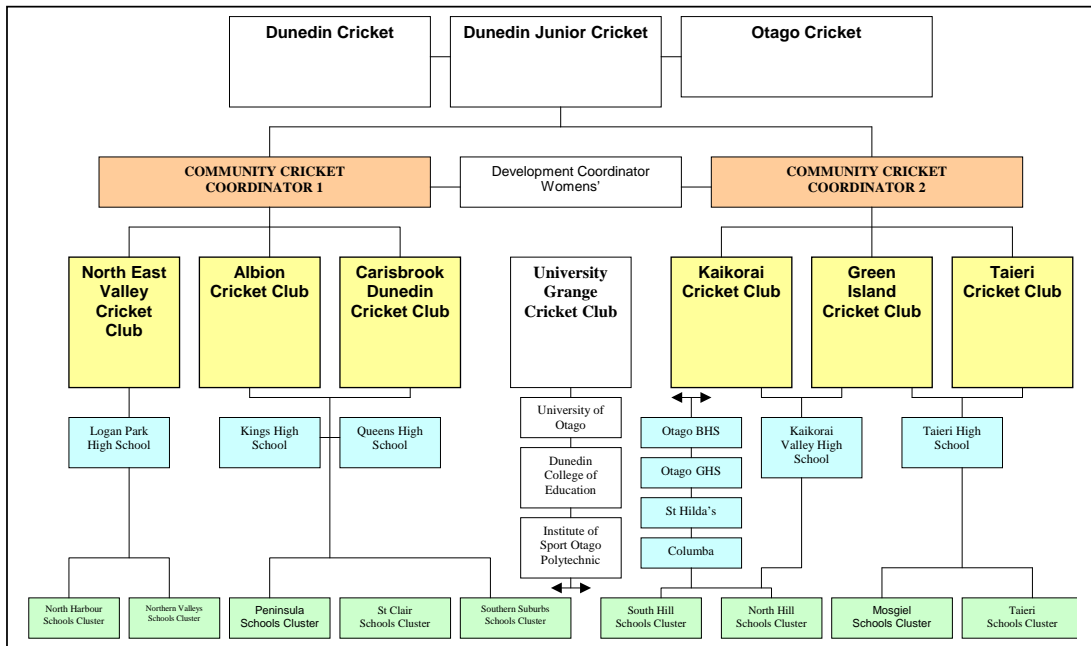 Dunedin Cricket
Dunedin Junior Cricket
Otago Cricket
COMMUNITY CRICKET
COORDINATOR 1
Development Coordinator
Womens'
COMMUNITY CRICKET
COORDINATOR 2
North East
Valley
Cricket
Club
Albion
Cricket Club
Carisbrook
Dunedin
Cricket Club
University
Grange
Cricket Club
Kaikorai
Cricket Club
Green
Island
Cricket Club
Taieri
Cricket Club
Logan Park
High School
Kings High
School
Queens High
School
University of
Otago
Dunedin
College of
Education
Institute of
Sport Otago
Polytechnic
Otago BHS
Otago GHS
St Hilda's
Columba
Kaikorai
Valley High
School
Taieri High
School
North Harbour
Schools Cluster
Northern Valleys
Schools Cluster
Peninsula
Schools Cluster
St Clair
Schools Cluster
Southern Suburbs
Schools Cluster
South Hill
Schools Cluster
North Hill
Schools Cluster
Mosgiel
Schools Cluster
Taieri
Schools Cluster